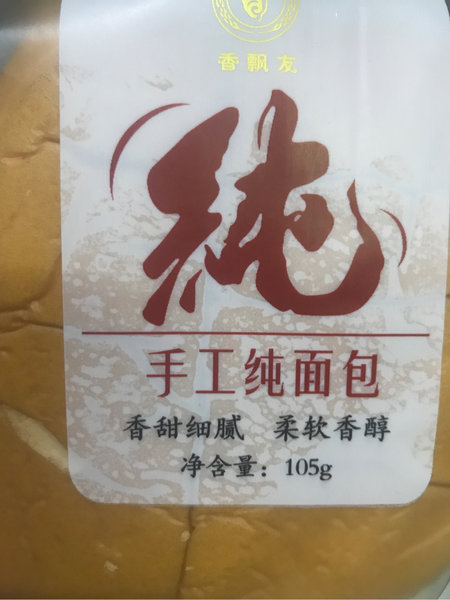 香飘友
纯
手工纯面包
香甜细腻 柔软香醇
净含量：105g